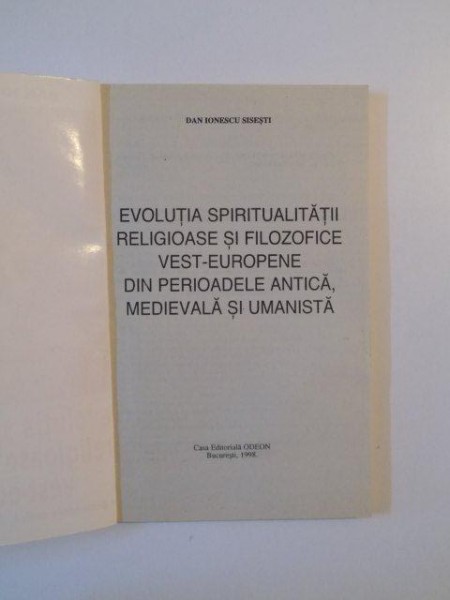 DAN IONESCU SISEȘTI
EVOLUȚIA SPIRITUALITĂȚII
RELIGIOASE ȘI FILOZOFICE
VEST-EUROPENE
DIN PERIOADELE ANTICĂ,
MEDIEVALĂ ȘI UMANISTĂ
Casa Editorială ODEON
București, 1998.